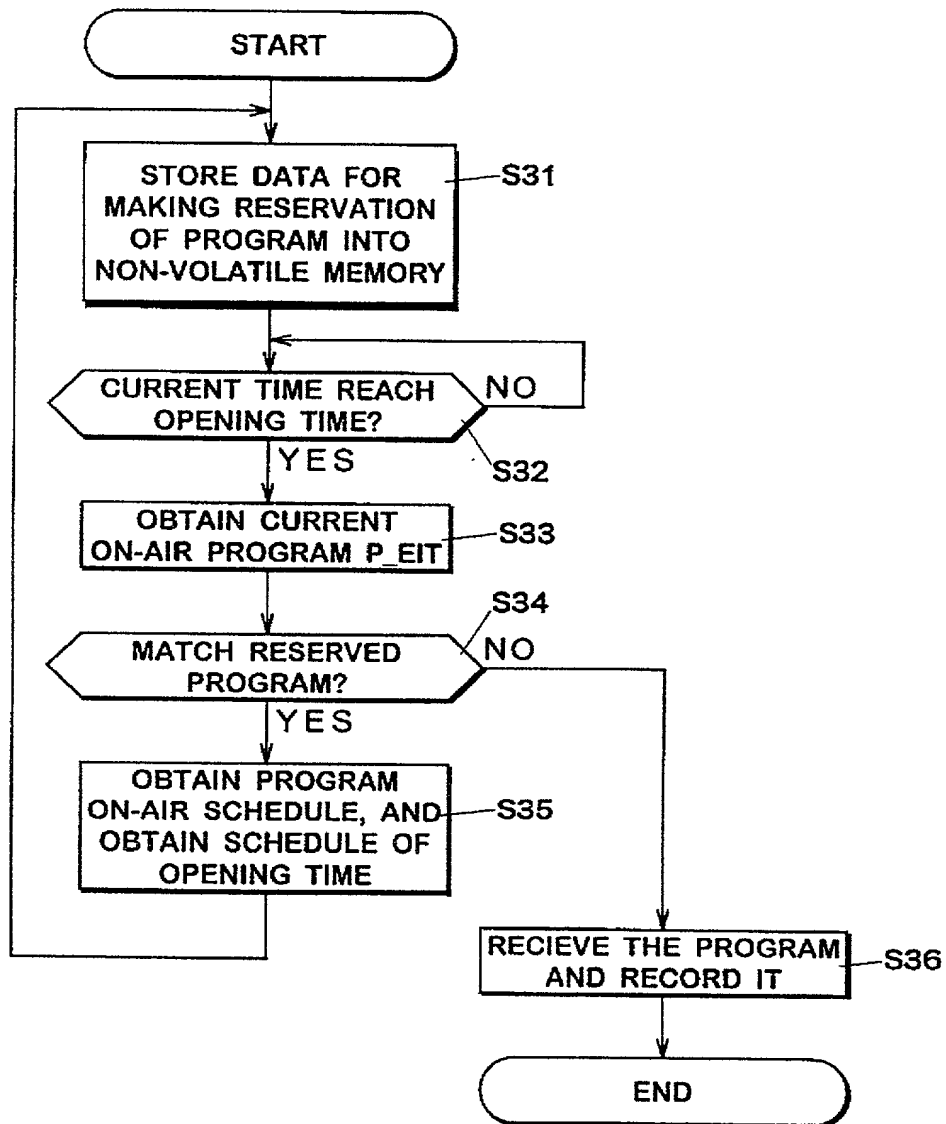 START
STORE DATA FOR
MAKING RESERVATION
OF PROGRAM INTO
NON-VOLATILE MEMORY
S31
CURRENT TIME REACH
OPENING TIME?
NO
S32
YES
OBTAIN CURRENT
ON-AIR PROGRAM P_EIT
S33
S34
MATCH RESERVED
PROGRAM?
NO
YES
OBTAIN PROGRAM
ON-AIR SCHEDULE, AND
OBTAIN SCHEDULE OF
OPENING TIME
S35
RECIEVE THE PROGRAM
AND RECORD IT
S36
END